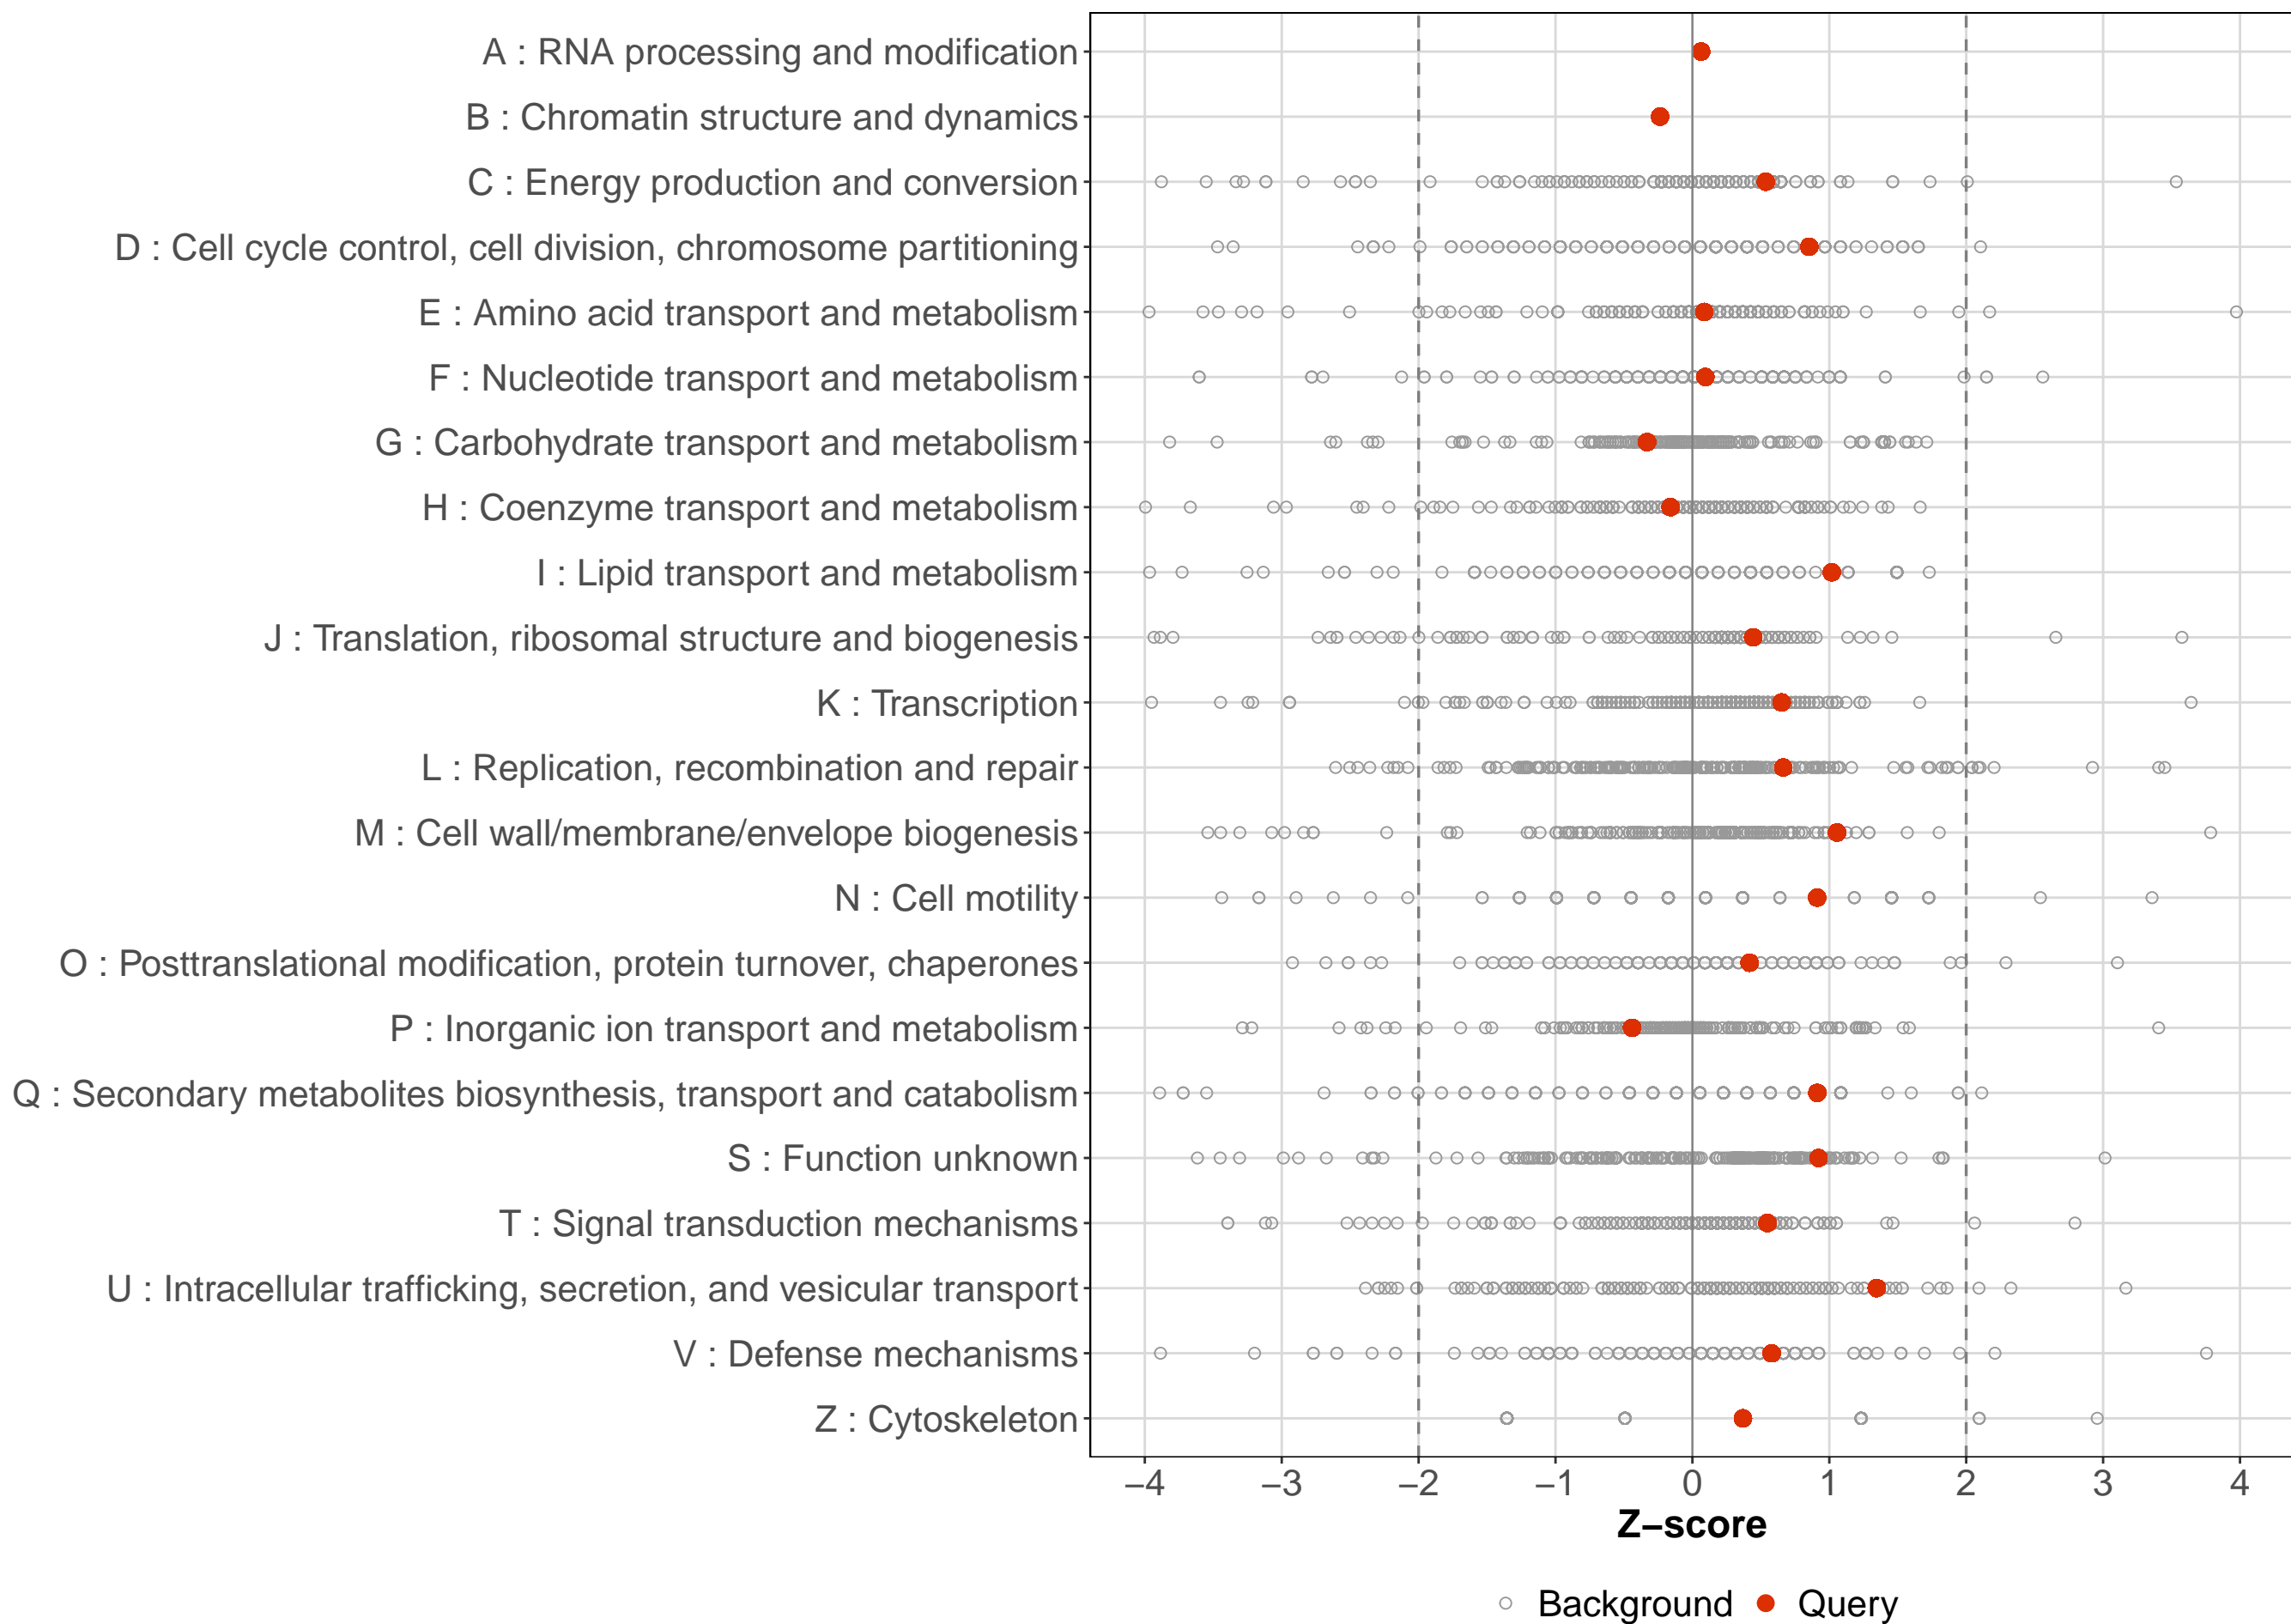 A : RNA processing and modification
B : Chromatin structure and dynamics
C : Energy production and conversion
D : Cell cycle control, cell division, chromosome partitioning
E : Amino acid transport and metabolism
F : Nucleotide transport and metabolism
G : Carbohydrate transport and metabolism
H : Coenzyme transport and metabolism
I : Lipid transport and metabolism
J : Translation, ribosomal structure and biogenesis
K : Transcription
L : Replication, recombination and repair
M : Cell wall/membrane/envelope biogenesis
N : Cell motility
O : Posttranslational modification, protein turnover, chaperones
P : Inorganic ion transport and metabolism
Q : Secondary metabolites biosynthesis, transport and catabolism
S : Function unknown
T : Signal transduction mechanisms
U : Intracellular trafficking, secretion, and vesicular transport
V : Defense mechanisms
Z : Cytoskeleton
−4 −3 −2 −1 0 1 2 3 4
Z−score
Background Query